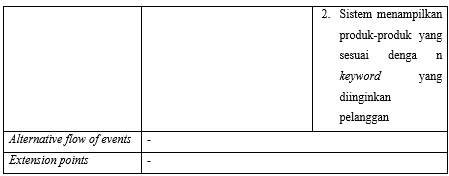 2. Sistem menampilkan
produk-produk yang
sesuai denga n
keyword yang
diinginkan
pelanggan
Alternative flow of events -
Extension points -